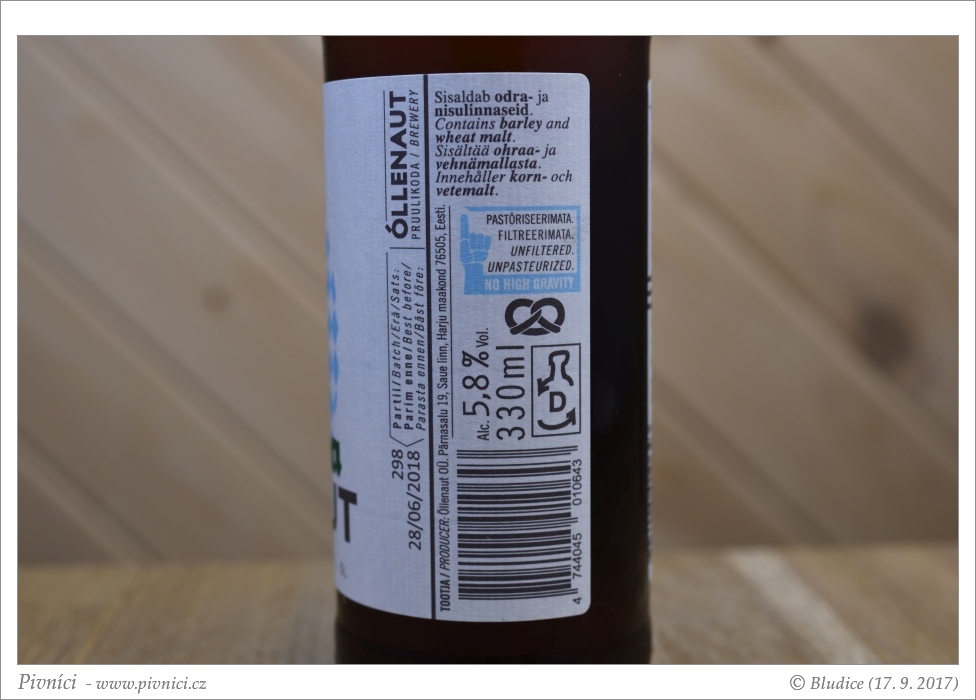 ÕLLENAUT
PRUULIKODA / BREWERY
Partii/Batch/Erä/Sats:
Parim enne/Best before/
Parasta ennen/Bäst före:
298
28/06/2018
TOOTJA / PRODUCER: Õllenaut OÜ. Pärnasalu 19, Saue linn, Harju maakond 76505, Eesti.
Sisaldab odra- ja
nisulinnaseid.
Contains barley and
wheat malt.
Sisältää ohraa- ja
vehnämallasta.
Innehåller korn- och
vetemalt.
PASTÖRISEERIMATA.
FILTREERIMATA.
UNFILTERED.
UNPASTEURIZED.
NO HIGH GRAVITY
Alc. 5,8% Vol.
330ml
D
4 744045 010643
UT
Pivníci - www.pivnici.cz
© Bludice (17. 9. 2017)